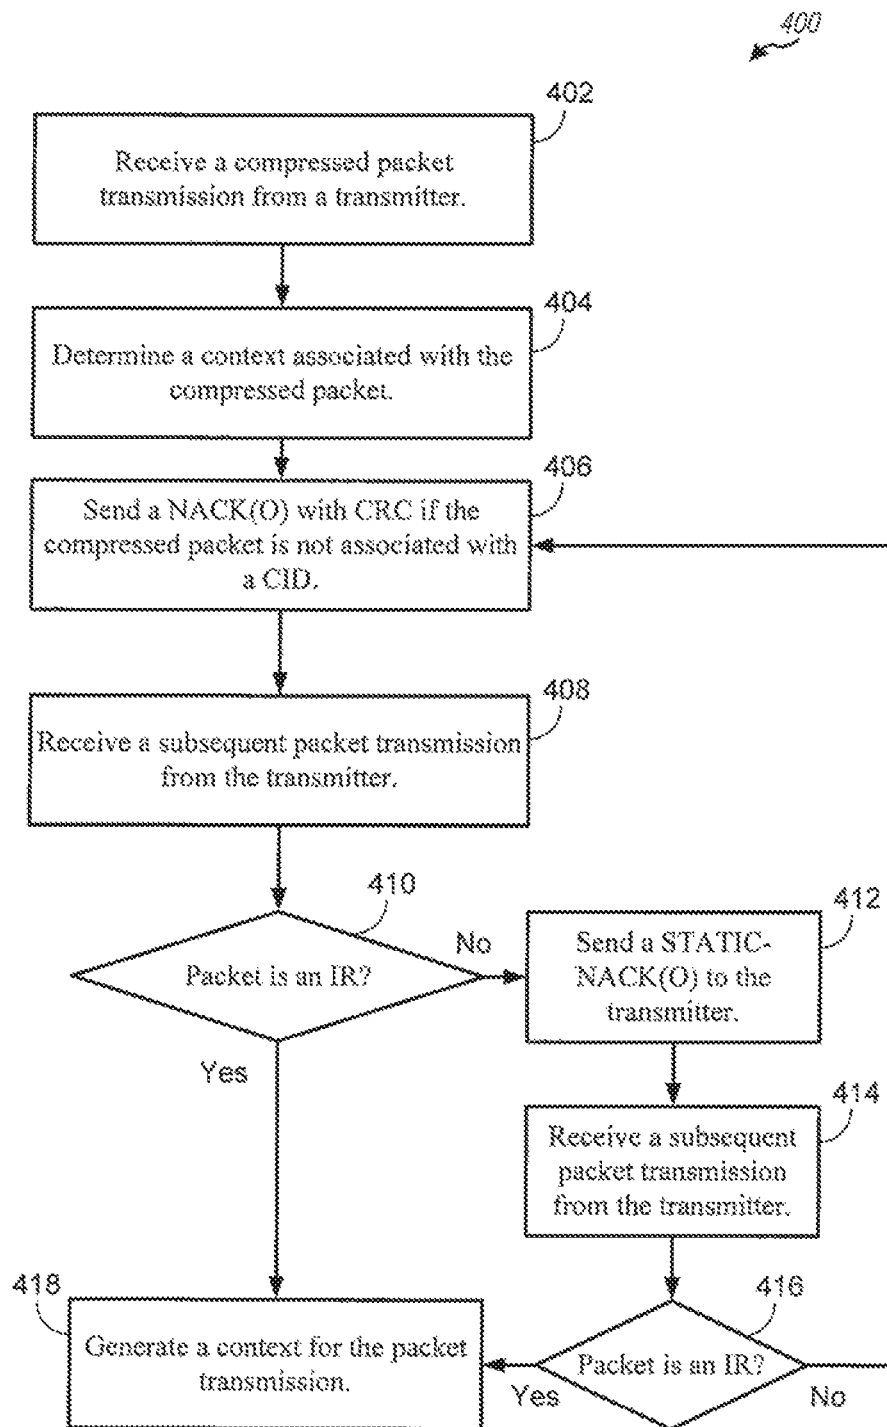 400
402
Receive a compressed packet
transmission from a transmitter.
404
Determine a context associated with the
compressed packet.
406
Send a NACK(O) with CRC if the
compressed packet is not associated with
a CID.
408
Receive a subsequent packet transmission
from the transmitter.
410
Packet is an IR?
No
Yes
412
Send a STATIC-
NACK(O) to the
transmitter.
414
Receive a subsequent
packet transmission
from the transmitter.
416
Packet is an IR?
Yes
No
418
Generate a context for the packet
transmission.